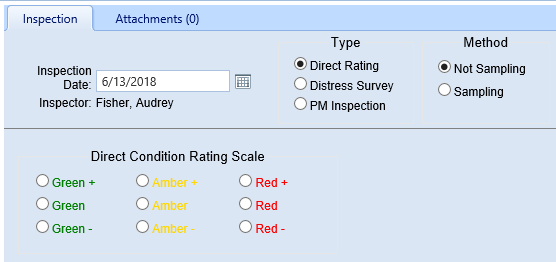 Inspection
Attachments (0)
Type
Method
Inspection
Date:
6/13/2018
Inspector: Fisher, Audrey
Direct Rating
Distress Survey
PM Inspection
Not Sampling
Sampling
Direct Condition Rating Scale
Green + Amber + Red +
Green Amber Red
Green - Amber - Red -